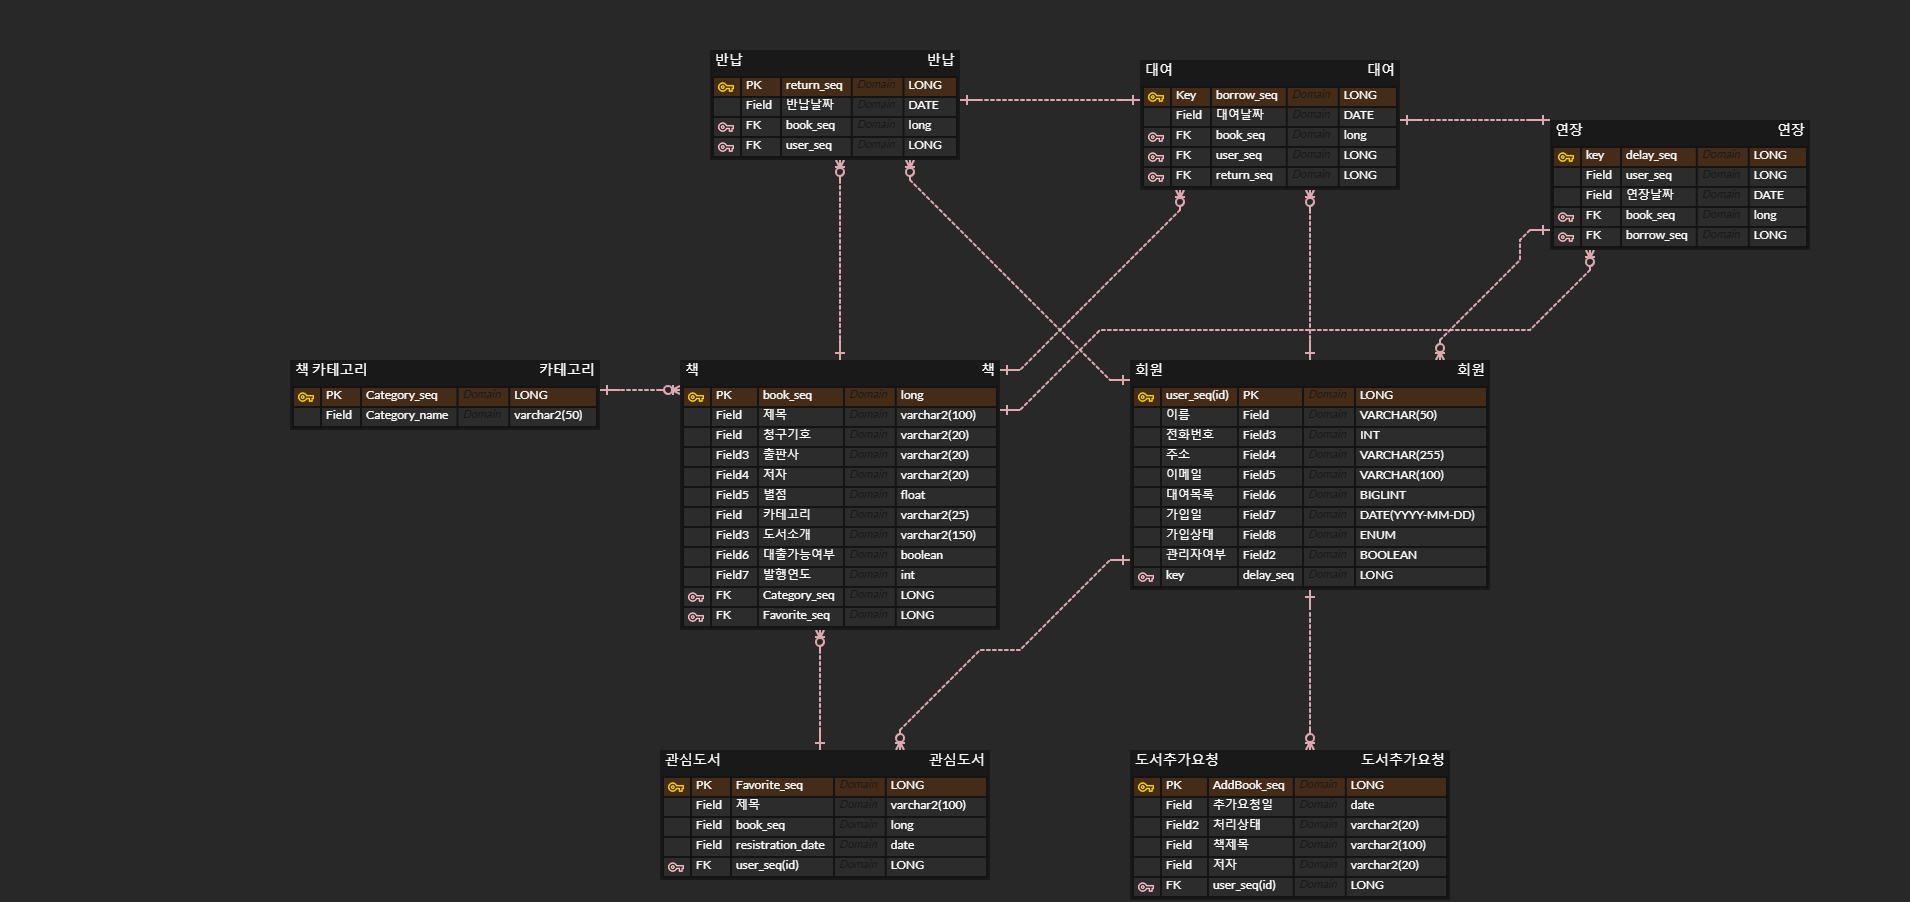 반납 반납
PK return_seq Domain LONG
Field 반납날짜 Domain DATE
FK book_seq Domain long
FK user_seq Domain LONG
대여 대여
Key borrow_seq Domain LONG
Field 대여날짜 Domain DATE
FK book_seq Domain long
FK user_seq Domain LONG
FK return_seq Domain LONG
연장 연장
key delay_seq Domain LONG
Field user_seq Domain LONG
Field 연장날짜 Domain DATE
FK book_seq Domain long
FK borrow_seq Domain LONG
책 카테고리 카테고리
PK Category_seq Domain LONG
Field Category_name Domain varchar2(50)
책 책
PK book_seq Domain long
Field 제목 Domain varchar2(100)
Field 청구기호 Domain varchar2(20)
Field3 출판사 Domain varchar2(20)
Field4 저자 Domain varchar2(20)
Field5 별점 Domain float
Field 카테고리 Domain varchar2(25)
Field3 도서소개 Domain varchar2(150)
Field6 대출가능여부 Domain boolean
Field7 발행연도 Domain int
FK Category_seq Domain LONG
FK Favorite_seq Domain LONG
회원 회원
user_seq(id) PK Domain LONG
이름 Field Domain VARCHAR(50)
전화번호 Field3 Domain INT
주소 Field4 Domain VARCHAR(255)
이메일 Field5 Domain VARCHAR(100)
대여목록 Field6 Domain BIGLINT
가입일 Field7 Domain DATE(YYYY-MM-DD)
가입상태 Field8 Domain ENUM
관리자여부 Field2 Domain BOOLEAN
key delay_seq Domain LONG
관심도서 관심도서
PK Favorite_seq Domain LONG
Field 제목 Domain varchar2(100)
Field book_seq Domain long
Field resistration_date Domain date
FK user_seq(id) Domain LONG
도서추가요청 도서추가요청
PK AddBook_seq Domain LONG
Field 추가요청일 Domain date
Field2 처리상태 Domain varchar2(20)
Field 책제목 Domain varchar2(100)
Field 저자 Domain varchar2(20)
FK user_seq(id) Domain LONG